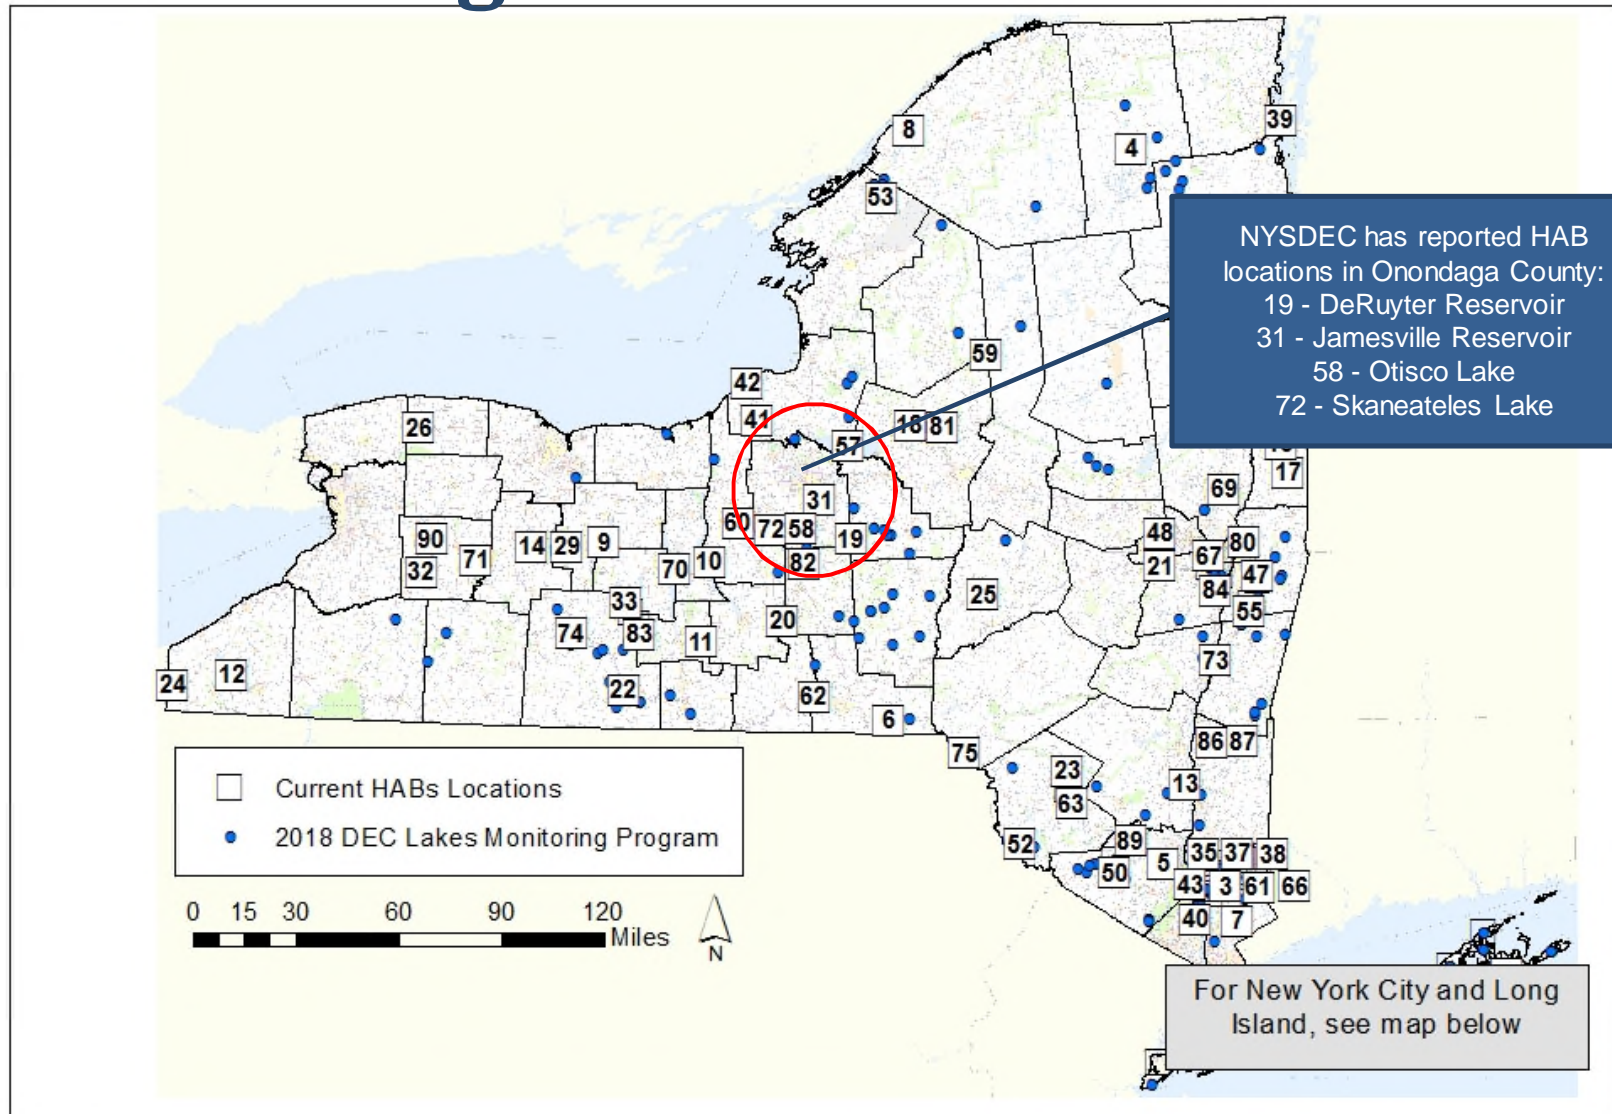 8
39
4
53
NYSDEC has reported HAB
locations in Onondaga County:
19 - DeRuyter Reservoir
31 - Jamesville Reservoir
58 - Otisco Lake
72 - Skaneateles Lake
59
42
41
26
18 81
57
17
69
31
60 72 58
19
48
80
90
14 29 9
71
70 10
82
67
21
47
32
84
25
33
55
20
74 83
11
73
12
24
22
62
6
86 87
75
23
13
63
Current HABs Locations
2018 DEC Lakes Monitoring Program
52
89
35 37 38
5
50
43 3 61 66
40 7
0 15 30 60 90 120
Miles
N
For New York City and Long
Island, see map below